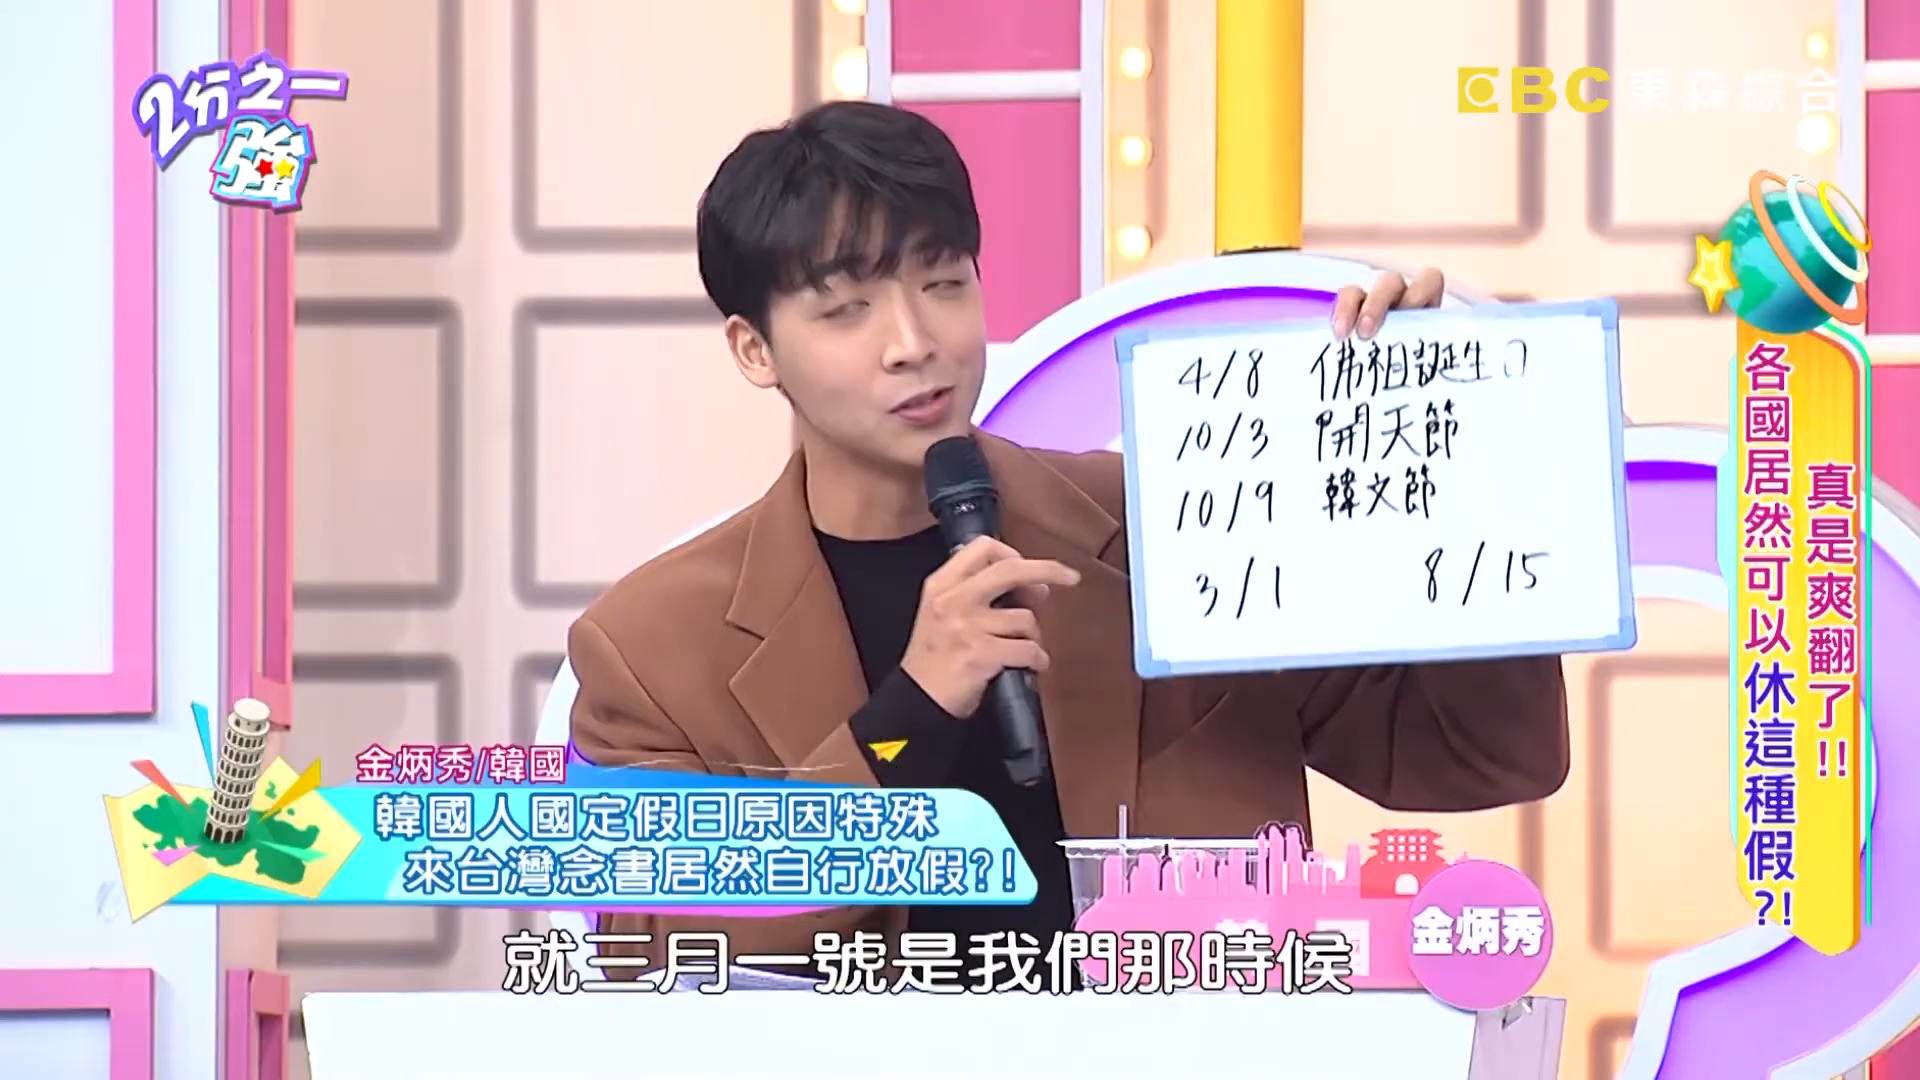 2分之一
強
EBC 東森綜合
4/8 佛祖誕生日
10/3 開天節
10/9 韓文節
3/1 8/15
真是爽翻了!!
各國居然可以休這種假?!
金炳秀/韓國
韓國人國定假日原因特殊
來台灣念書居然自行放假?!
金炳秀
就三月一號是我們那時候